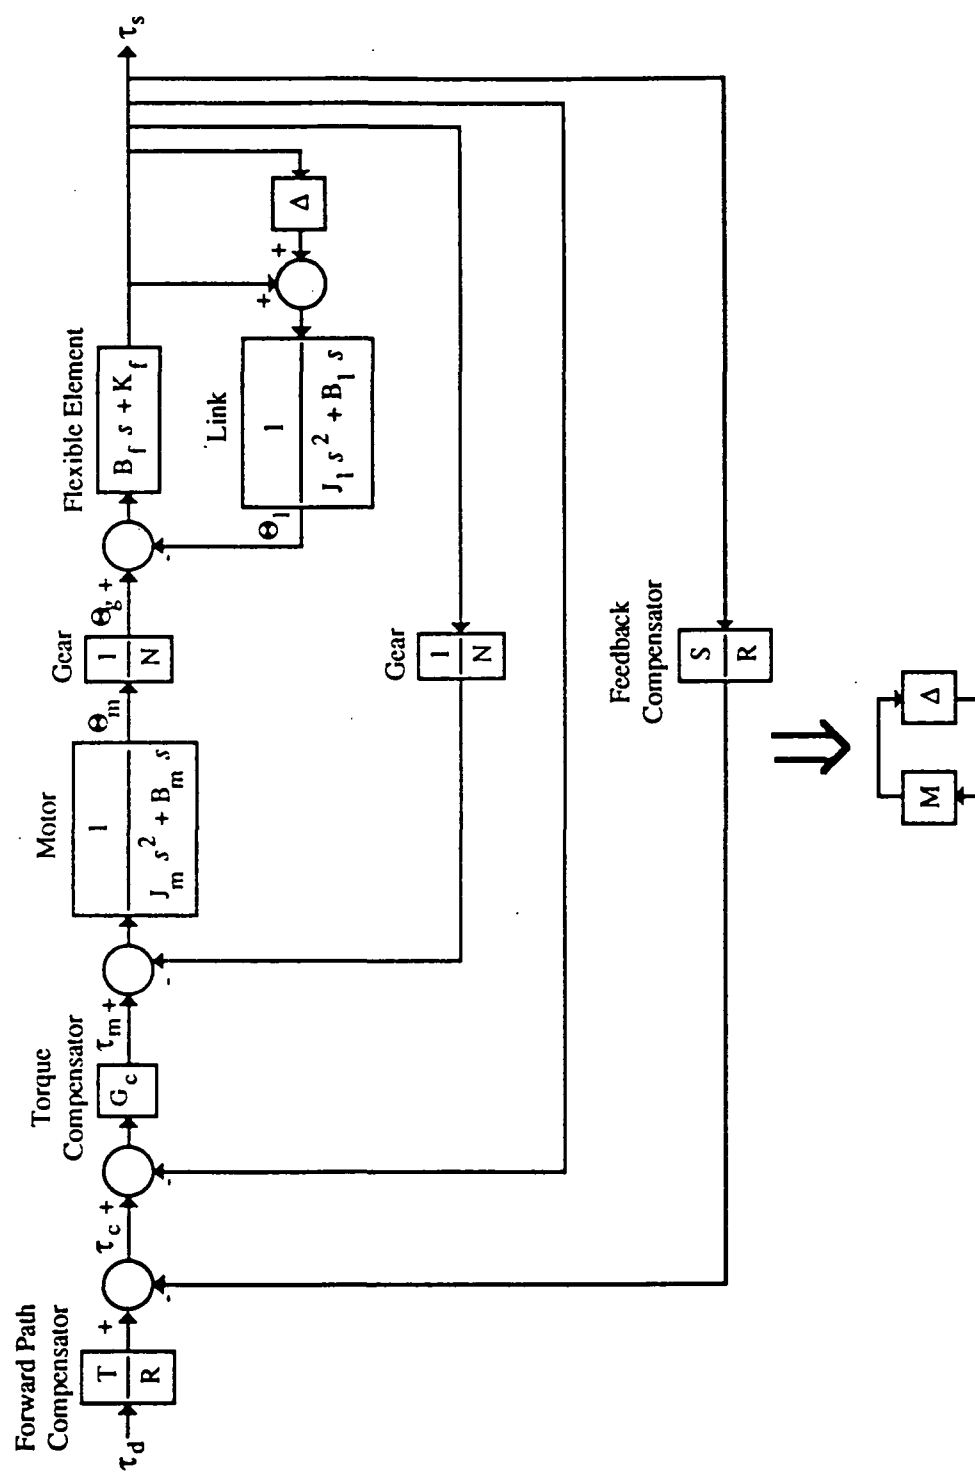 Forward Path
Compensator
τd
T
R
+
-
τc +
-
Torque
Compensator
Gc
τm +
-
Motor
1
Jm s² + Bm s
Θm
Gear
1
N
Θg +
-
Flexible Element
Bf s + Kf
τs
Link
1
Jl s² + Bl s
Θl
+
+
Δ
Gear
1
N
Feedback
Compensator
S
R
M
Δ